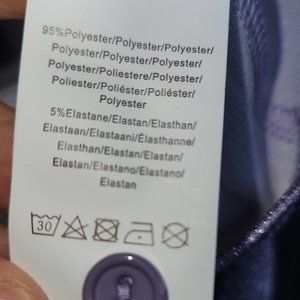 95%Polyester/Polyester/Polyester/
Polyester/Polyester/Polyester/
Polyester/Poliestere/Polyester/
Poliester/Poliéster/Poliéster/
Polyester
5%Elastane/Elastan/Elasthan/
Elastaan/Elastaani/Élasthanne/
Elasthan/Elastan/Elastan/
Elastan/Elastano/Elastano/
Elastan
30